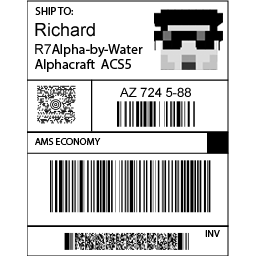 SHIP TO:
Richard
R7Alpha-by-Water
Alphacraft ACS5
AZ 724 5-88
AMS ECONOMY
INV